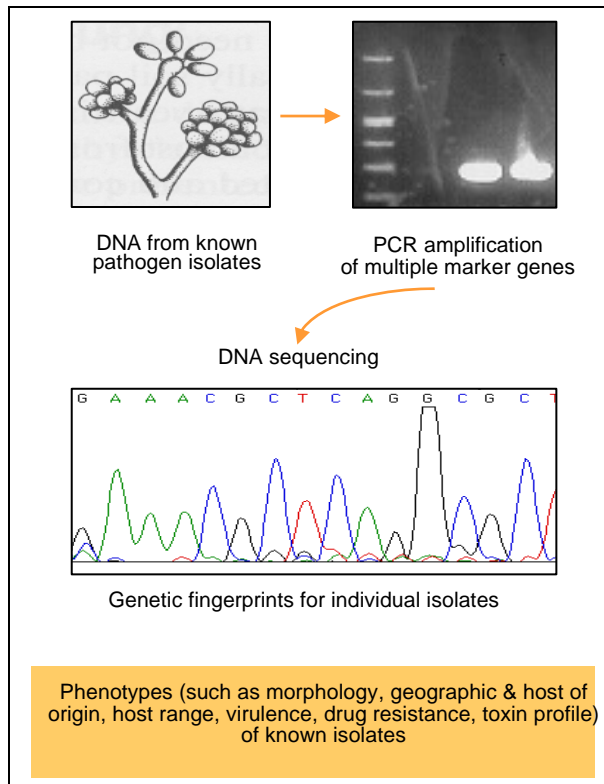 DNA from known
pathogen isolates
PCR amplification
of multiple marker genes
DNA sequencing
G A A A C G C T C A G G C G C T
Genetic fingerprints for individual isolates
Phenotypes (such as morphology, geographic & host of
origin, host range, virulence, drug resistance, toxin profile)
of known isolates